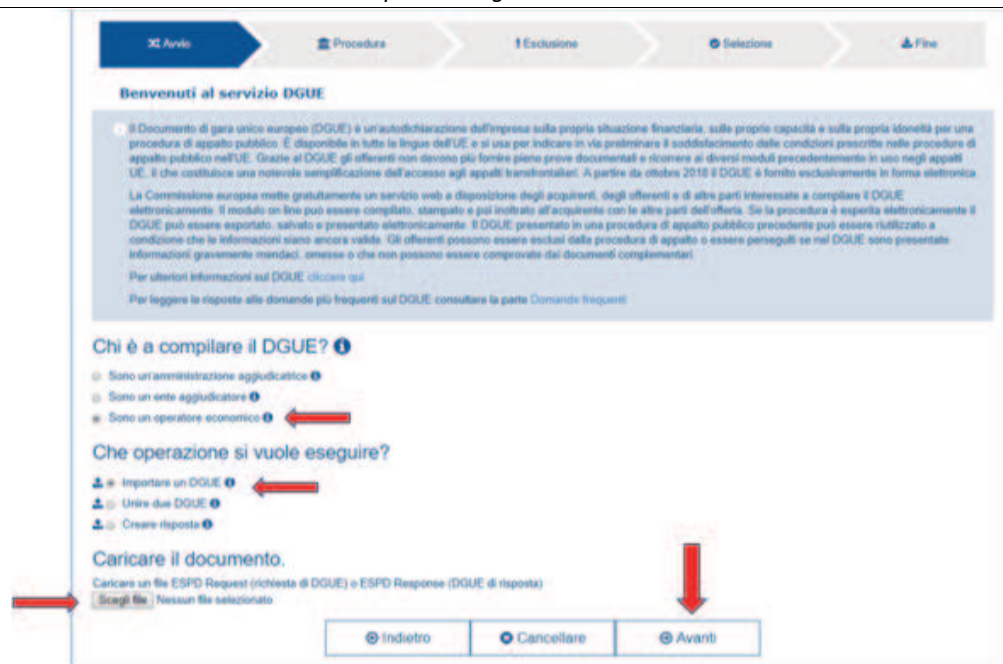 Avvio Procedura Esclusione Selezione Fine
Benvenuti al servizio DGUE
Il Documento di gara unico europeo (DGUE) è un'autodichiarazione dell'impresa sulla propria situazione finanziaria, sulle proprie capacità e sulla propria idoneità per una
procedura di appalto pubblico. È disponibile in tutte le lingue dell'UE e si usa per indicare in via preliminare il soddisfacimento delle condizioni prescritte nelle procedure di
appalto pubblico nell'UE. Grazie al DGUE gli offerenti non devono più fornire piene prove documentali e ricorrere ai diversi moduli precedentemente in uso negli appalti
UE, il che costituisce una notevole semplificazione dell'accesso agli appalti transfrontalieri. A partire da ottobre 2018 il DGUE è fornito esclusivamente in forma elettronica.
La Commissione europea mette gratuitamente un servizio web a disposizione degli acquirenti, degli offerenti e di altre parti interessate a compilare il DGUE
elettronicamente. Il modulo on line può essere compilato, stampato e poi inoltrato all'acquirente con le altre parti dell'offerta. Se la procedura è esperita elettronicamente il
DGUE può essere esportato, salvato e presentato elettronicamente. Il DGUE presentato in una procedura di appalto pubblico precedente può essere riutilizzato a
condizione che le informazioni siano ancora valide. Gli offerenti possono essere esclusi dalla procedura di appalto o essere perseguiti se nel DGUE sono presentate
informazioni gravemente mendaci, omesse o che non possono essere comprovate dai documenti complementari.
Per ulteriori informazioni sul DGUE cliccare qui
Per leggere le risposte alle domande più frequenti sul DGUE consultare la parte Domande frequenti
Chi è a compilare il DGUE?
Sono un'amministrazione aggiudicatrice
Sono un ente aggiudicatore
Sono un operatore economico
Che operazione si vuole eseguire?
Importare un DGUE
Unire due DGUE
Creare risposta
Caricare il documento.
Caricare un file ESPD Request (richiesta di DGUE) o ESPD Response (DGUE di risposta)
Scegli file Nessun file selezionato
Indietro Cancellare Avanti